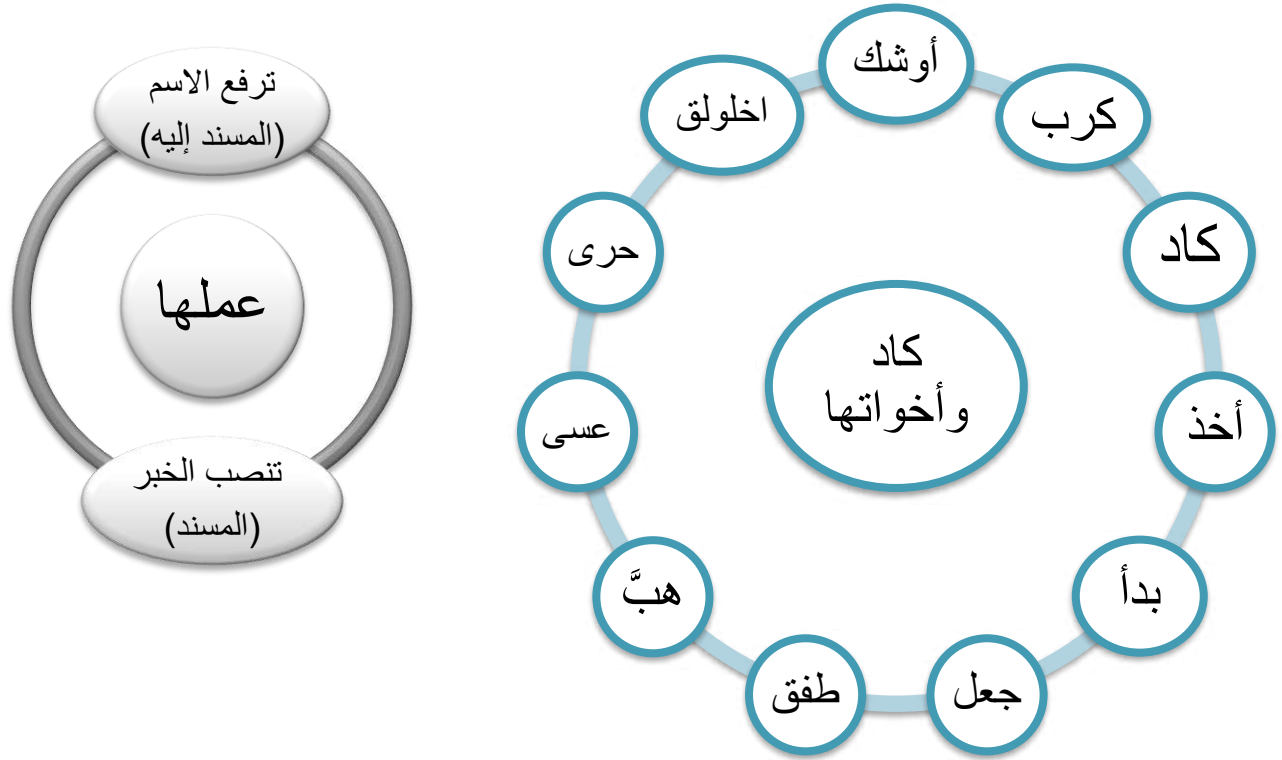 كاد
وأخواتها
أوشك
كرب
كاد
أخذ
بدأ
جعل
طفق
هبَّ
عسى
حرى
اخلولق
عملها
ترفع الاسم
(المسند إليه)
تنصب الخبر
(المسند)